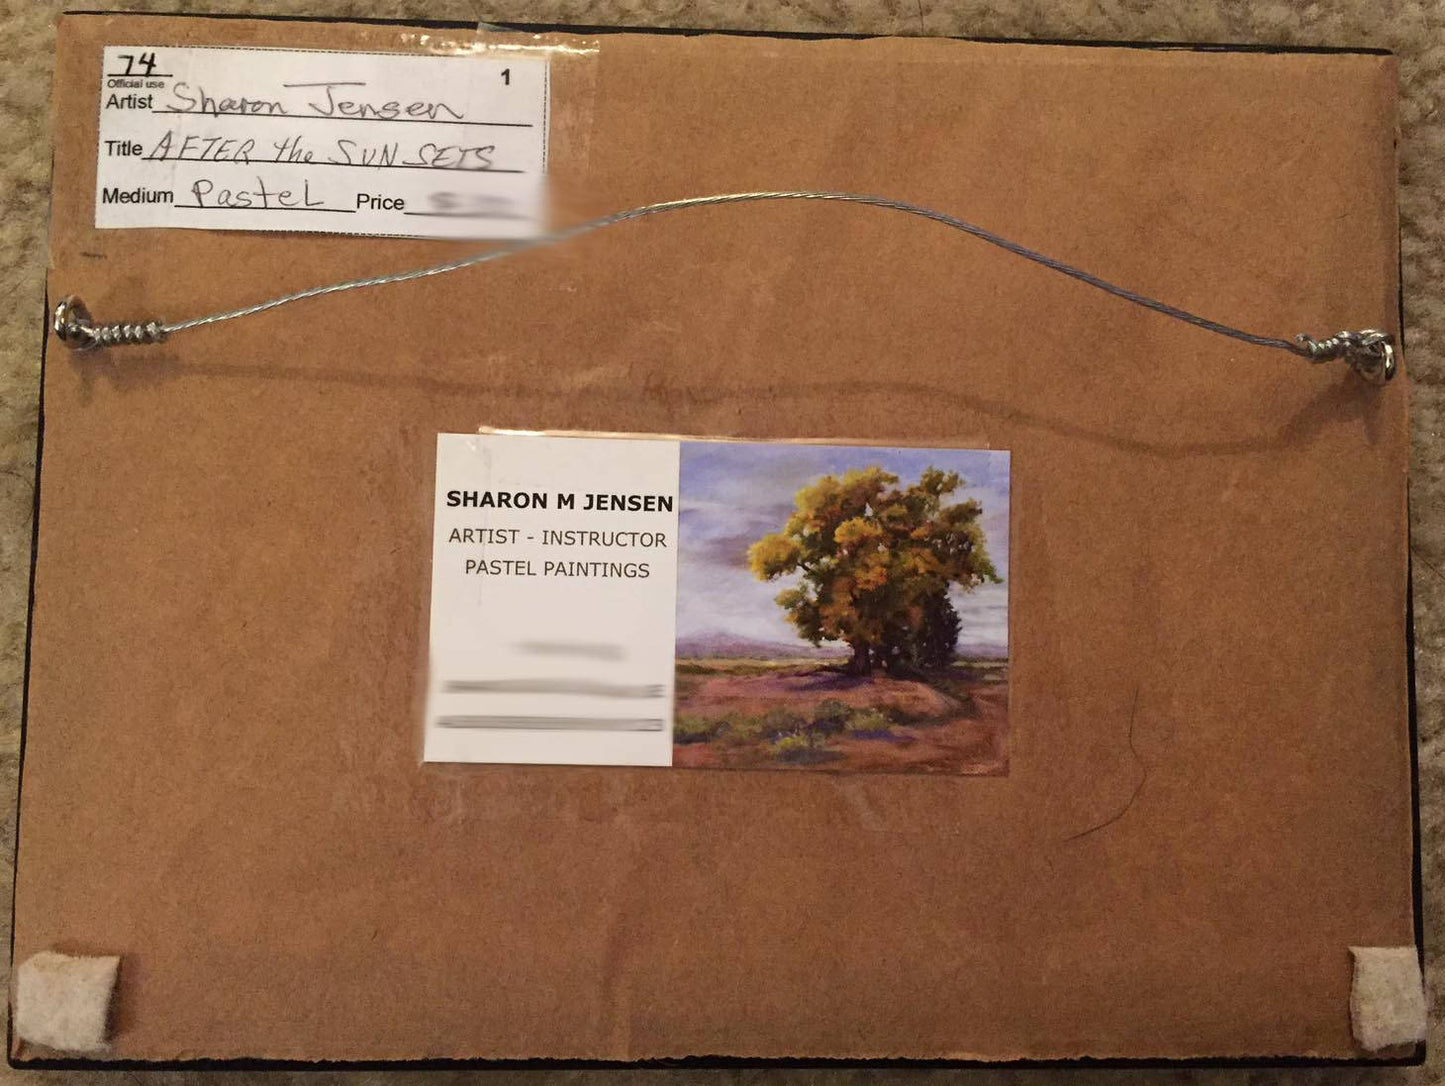 74
Official use
1
Artist Sharon Jensen
Title AFTER the SUN SETS
Medium Pastel Price
SHARON M JENSEN
ARTIST - INSTRUCTOR
PASTEL PAINTINGS